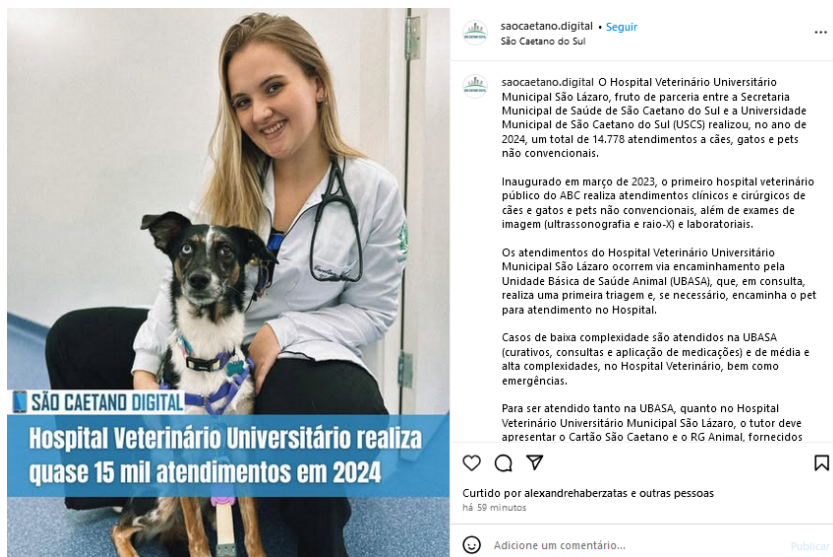 SÃO CAETANO DIGITAL
Hospital Veterinário Universitário realiza
quase 15 mil atendimentos em 2024
saocaetano.digital • Seguir
São Caetano do Sul
saocaetano.digital O Hospital Veterinário Universitário
Municipal São Lázaro, fruto de parceria entre a Secretaria
Municipal de Saúde de São Caetano do Sul e a Universidade
Municipal de São Caetano do Sul (USCS) realizou, no ano de
2024, um total de 14.778 atendimentos a cães, gatos e pets
não convencionais.
Inaugurado em março de 2023, o primeiro hospital veterinário
público do ABC realiza atendimentos clínicos e cirúrgicos de
cães e gatos e pets não convencionais, além de exames de
imagem (ultrassonografia e raio-X) e laboratoriais.
Os atendimentos do Hospital Veterinário Universitário
Municipal São Lázaro ocorrem via encaminhamento pela
Unidade Básica de Saúde Animal (UBASA), que, em consulta,
realiza uma primeira triagem e, se necessário, encaminha o pet
para atendimento no Hospital.
Casos de baixa complexidade são atendidos na UBASA
(curativos, consultas e aplicação de medicações) e de média e
alta complexidades, no Hospital Veterinário, bem como
emergências.
Para ser atendido tanto na UBASA, quanto no Hospital
Veterinário Universitário Municipal São Lázaro, o tutor deve
apresentar o Cartão São Caetano e o RG Animal, fornecidos
Curtido por alexandrehaberzatas e outras pessoas
há 59 minutos
Adicione um comentário...
Publicar